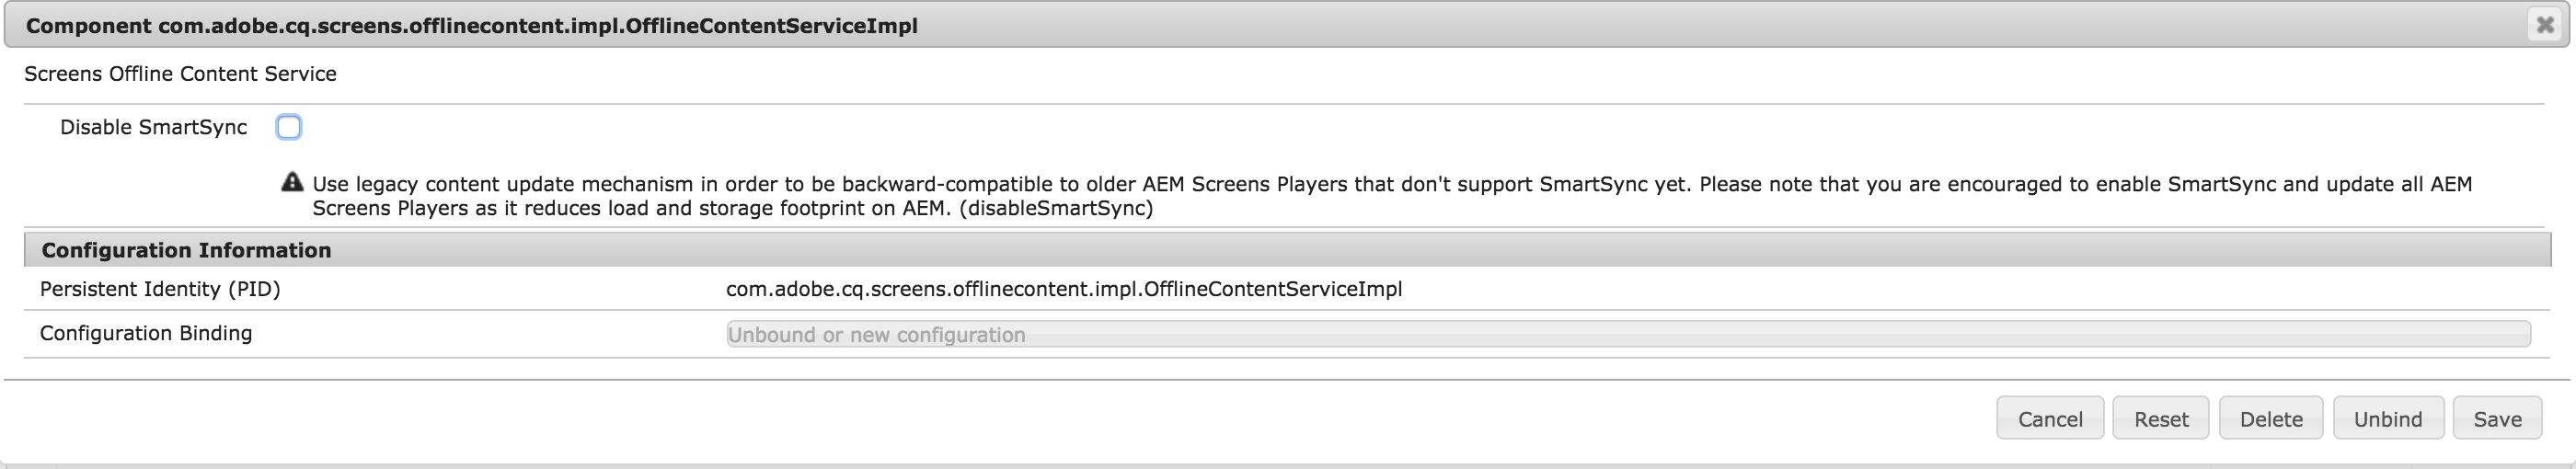 Component com.adobe.cq.screens.offlinecontent.impl.OfflineContentServiceImpl
Screens Offline Content Service
Disable SmartSync
Use legacy content update mechanism in order to be backward-compatible to older AEM Screens Players that don't support SmartSync yet. Please note that you are encouraged to enable SmartSync and update all AEM
Screens Players as it reduces load and storage footprint on AEM. (disableSmartSync)
Configuration Information
Persistent Identity (PID) com.adobe.cq.screens.offlinecontent.impl.OfflineContentServiceImpl
Configuration Binding Unbound or new configuration
Cancel Reset Delete Unbind Save